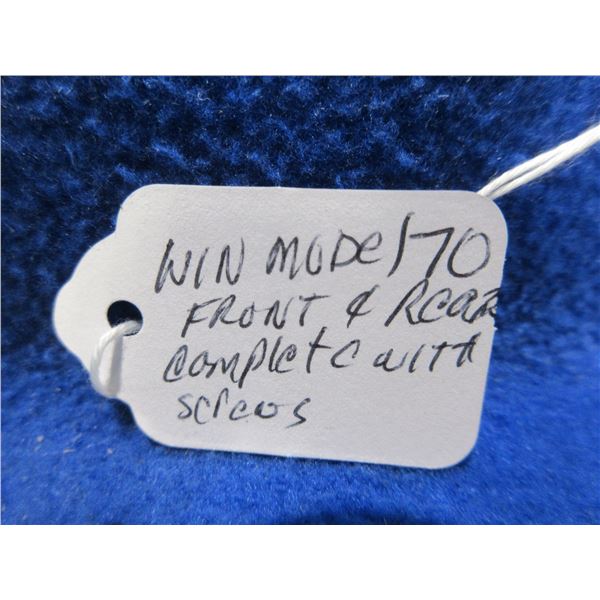 WIN MODEl 70
FRONT & REAR
complete with
screws